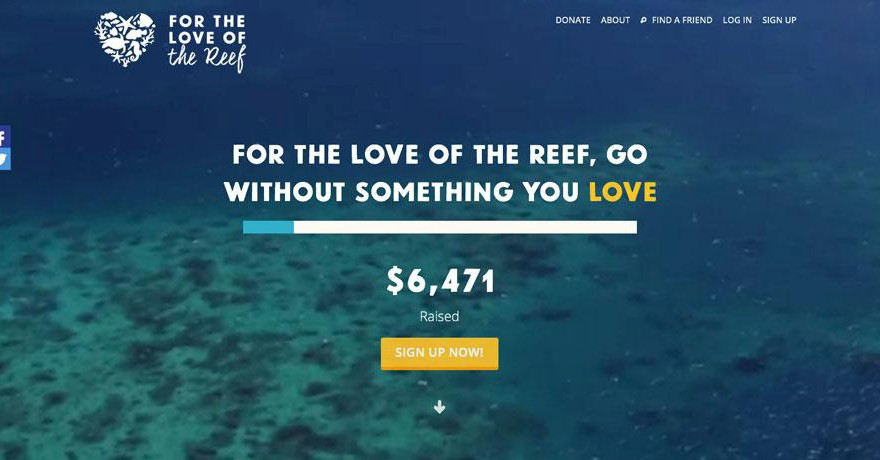 FOR THE
LOVE OF
the Reef
DONATE ABOUT FIND A FRIEND LOG IN SIGN UP
FOR THE LOVE OF THE REEF, GO
WITHOUT SOMETHING YOU LOVE
$6,471
Raised
SIGN UP NOW!